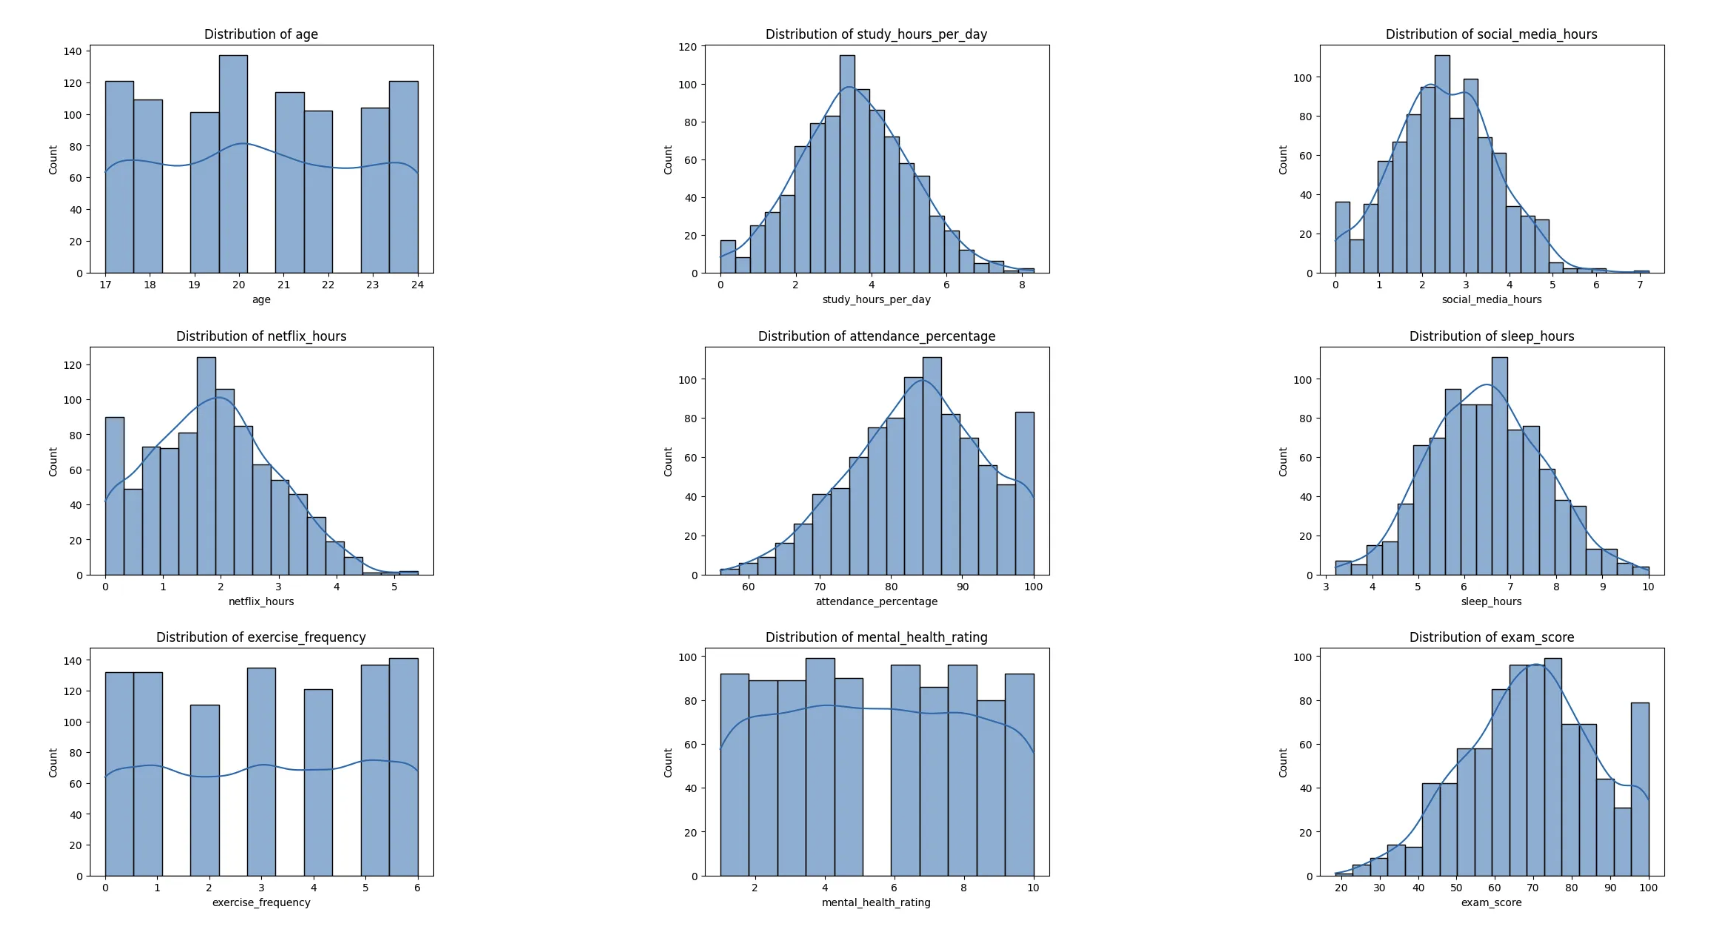 Distribution of age
Distribution of study_hours_per_day
Distribution of social_media_hours
140
120
100
80
60
40
20
0
Count
17 18 19 20 21 22 23 24
age
120
100
80
60
40
20
0
Count
0 2 4 6 8
study_hours_per_day
100
80
60
40
20
0
Count
0 1 2 3 4 5 6 7
social_media_hours
Distribution of netflix_hours
Distribution of attendance_percentage
Distribution of sleep_hours
120
100
80
60
40
20
0
Count
0 1 2 3 4 5
netflix_hours
100
80
60
40
20
0
Count
60 70 80 90 100
attendance_percentage
100
80
60
40
20
0
Count
3 4 5 6 7 8 9 10
sleep_hours
Distribution of exercise_frequency
Distribution of mental_health_rating
Distribution of exam_score
140
120
100
80
60
40
20
0
Count
0 1 2 3 4 5 6
exercise_frequency
100
80
60
40
20
0
Count
2 4 6 8 10
mental_health_rating
100
80
60
40
20
0
Count
20 30 40 50 60 70 80 90 100
exam_score